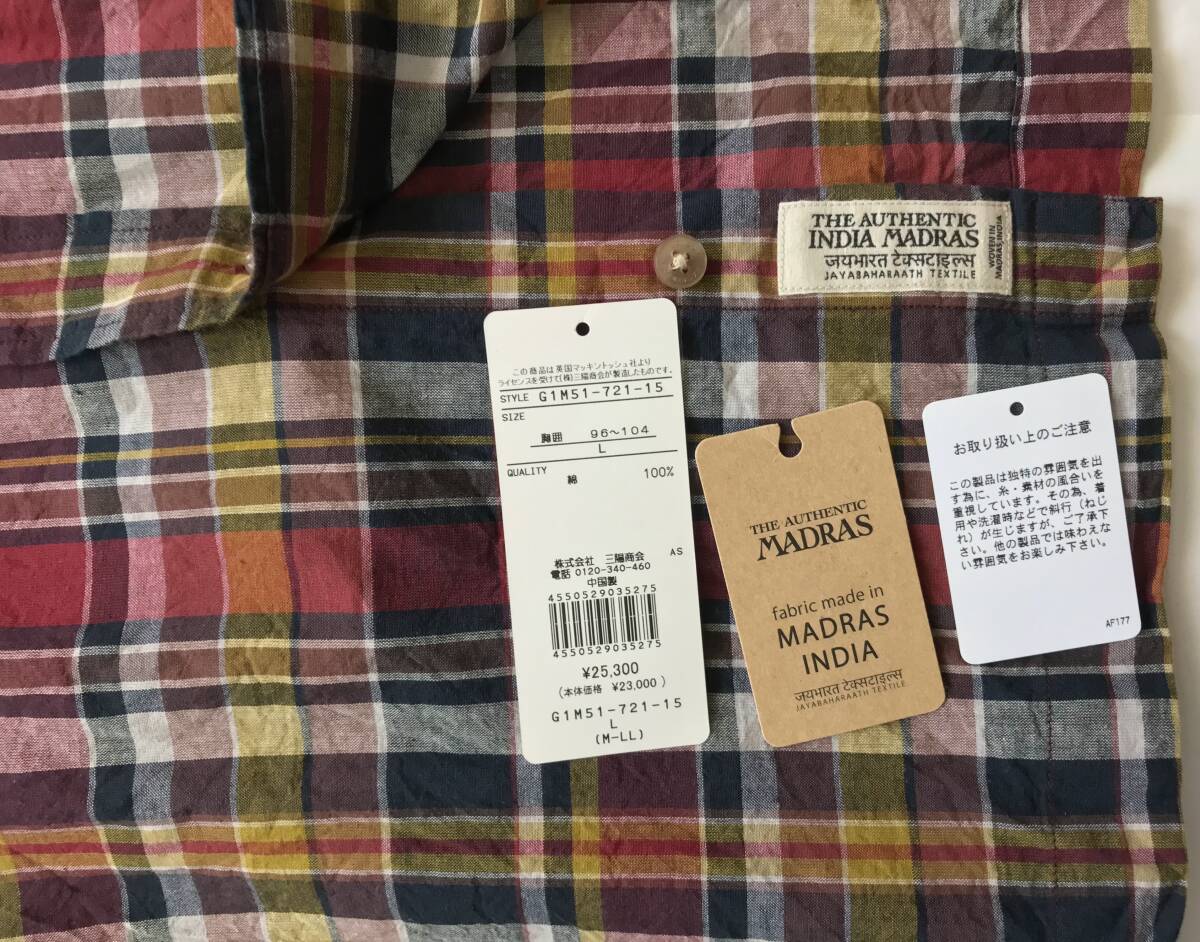 THE AUTHENTIC
INDIA MADRAS
जयभारत टेक्सटाइल्स
JAYABAHARAATH TEXTILE
WOVEN IN
MADRAS, INDIA
この商品は英国マッキントッシュ社より
ライセンスを受けて(株)三陽商会が製造したものです。
STYLE G1M51-721-15
SIZE
胸囲 96~104
L
QUALITY
綿 100%
AS
株式会社 三陽商会
電話 0120-340-460
中国製
4550529035275
4550529035275
¥25,300
(本体価格 ¥23,000)
G1M51-721-15
L
(M-LL)
THE AUTHENTIC
MADRAS
fabric made in
MADRAS
INDIA
जयभारत टेक्सटाइल्स
JAYABAHARAATH TEXTILE
お取り扱い上のご注意
この製品は独特の雰囲気を出
す為に、糸・素材の風合いを
重視しています。その為、着
用や洗濯時などで斜行(ねじ
れ)が生じますが、ご了承下
さい。他の製品では味わえな
い雰囲気をお楽しみ下さい。
AF177